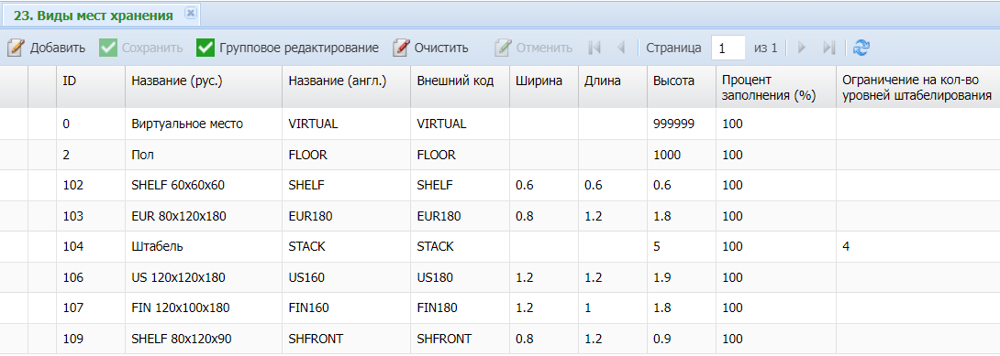 23. Виды мест хранения
Добавить Сохранить Групповое редактирование Очистить Отменить Страница 1 из 1
ID Название (рус.) Название (англ.) Внешний код Ширина Длина Высота Процент заполнения (%) Ограничение на кол-во уровней штабелирования
0 Виртуальное место VIRTUAL VIRTUAL 999999 100
2 Пол FLOOR FLOOR 1000 100
102 SHELF 60x60x60 SHELF SHELF 0.6 0.6 0.6 100
103 EUR 80x120x180 EUR180 EUR180 0.8 1.2 1.8 100
104 Штабель STACK STACK 5 100 4
106 US 120x120x180 US160 US180 1.2 1.2 1.9 100
107 FIN 120x100x180 FIN160 FIN180 1.2 1 1.8 100
109 SHELF 80x120x90 SHFRONT SHFRONT 0.8 1.2 0.9 100